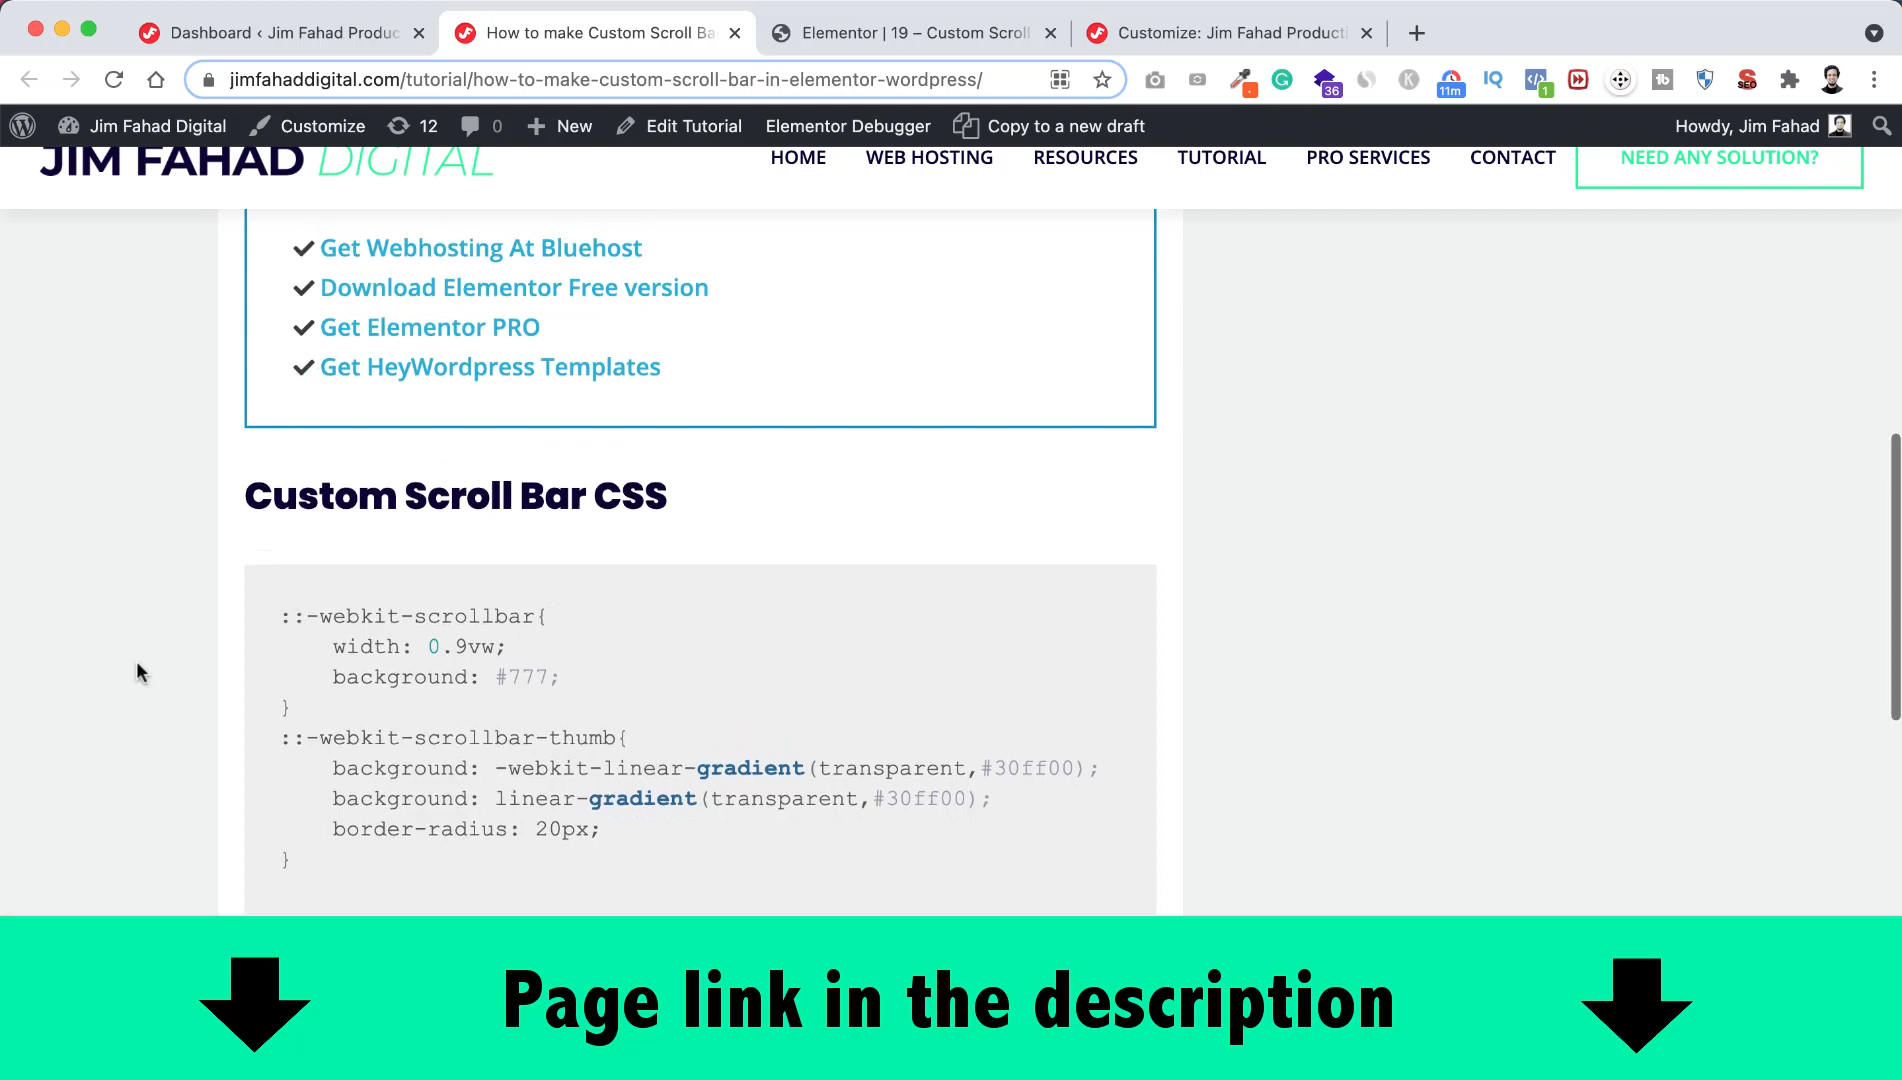 Dashboard ‹ Jim Fahad Produc
How to make Custom Scroll Ba
Elementor | 19 – Custom Scroll
Customize: Jim Fahad Producti
jimfahaddigital.com/tutorial/how-to-make-custom-scroll-bar-in-elementor-wordpress/
36
11m
IQ
1
SEO
Jim Fahad Digital
Customize
12
0
New
Edit Tutorial
Elementor Debugger
Copy to a new draft
Howdy, Jim Fahad
JIM FAHAD DIGITAL
HOME
WEB HOSTING
RESOURCES
TUTORIAL
PRO SERVICES
CONTACT
NEED ANY SOLUTION?
Get Webhosting At Bluehost
Download Elementor Free version
Get Elementor PRO
Get HeyWordpress Templates
Custom Scroll Bar CSS
::-webkit-scrollbar{
width: 0.9vw;
background: #777;
}
::-webkit-scrollbar-thumb{
background: -webkit-linear-gradient(transparent,#30ff00);
background: linear-gradient(transparent,#30ff00);
border-radius: 20px;
}
Page link in the description